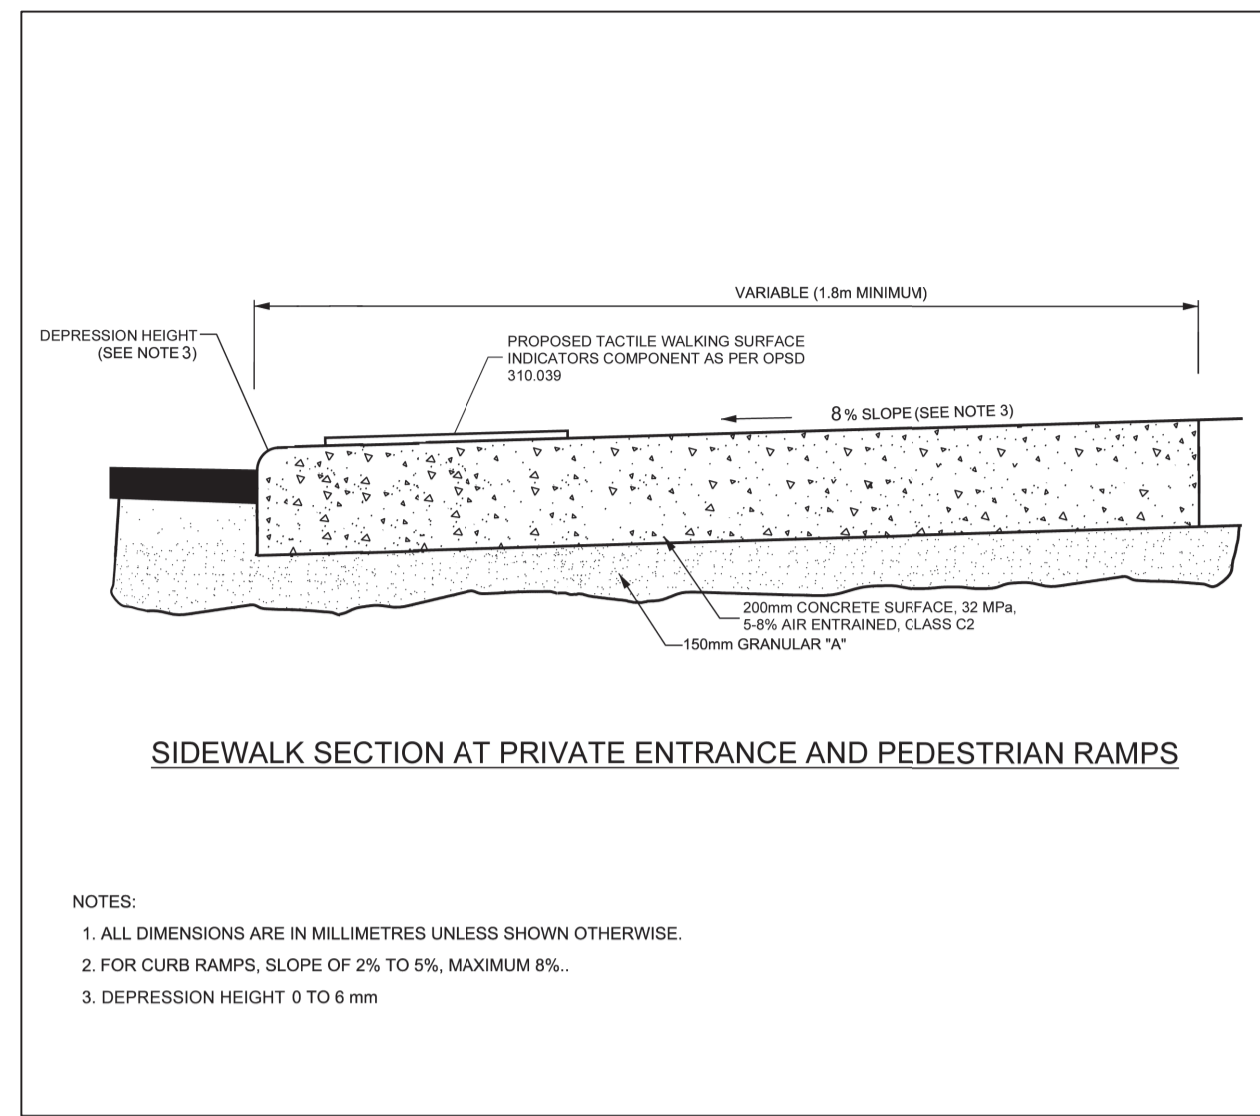 VARIABLE (1.8m MINIMUM)
DEPRESSION HEIGHT
(SEE NOTE 3)
PROPOSED TACTILE WALKING SURFACE
INDICATORS COMPONENT AS PER OPSD
310.039
8% SLOPE (SEE NOTE 3)
200mm CONCRETE SURFACE, 32 MPa,
5-8% AIR ENTRAINED, CLASS C2
150mm GRANULAR "A"
SIDEWALK SECTION AT PRIVATE ENTRANCE AND PEDESTRIAN RAMPS
NOTES:
1. ALL DIMENSIONS ARE IN MILLIMETRES UNLESS SHOWN OTHERWISE.
2. FOR CURB RAMPS, SLOPE OF 2% TO 5%, MAXIMUM 8%..
3. DEPRESSION HEIGHT 0 TO 6 mm